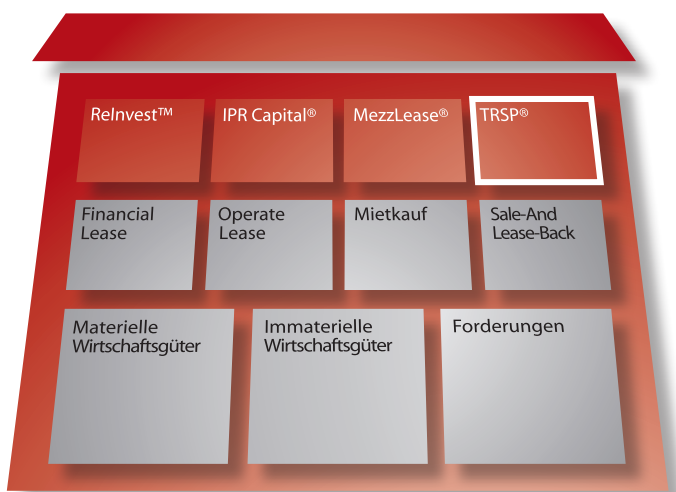 ReInvest™
IPR Capital®
MezzLease®
TRSP®
Financial
Lease
Operate
Lease
Mietkauf
Sale-And
Lease-Back
Materielle
Wirtschaftsgüter
Immaterielle
Wirtschaftsgüter
Forderungen